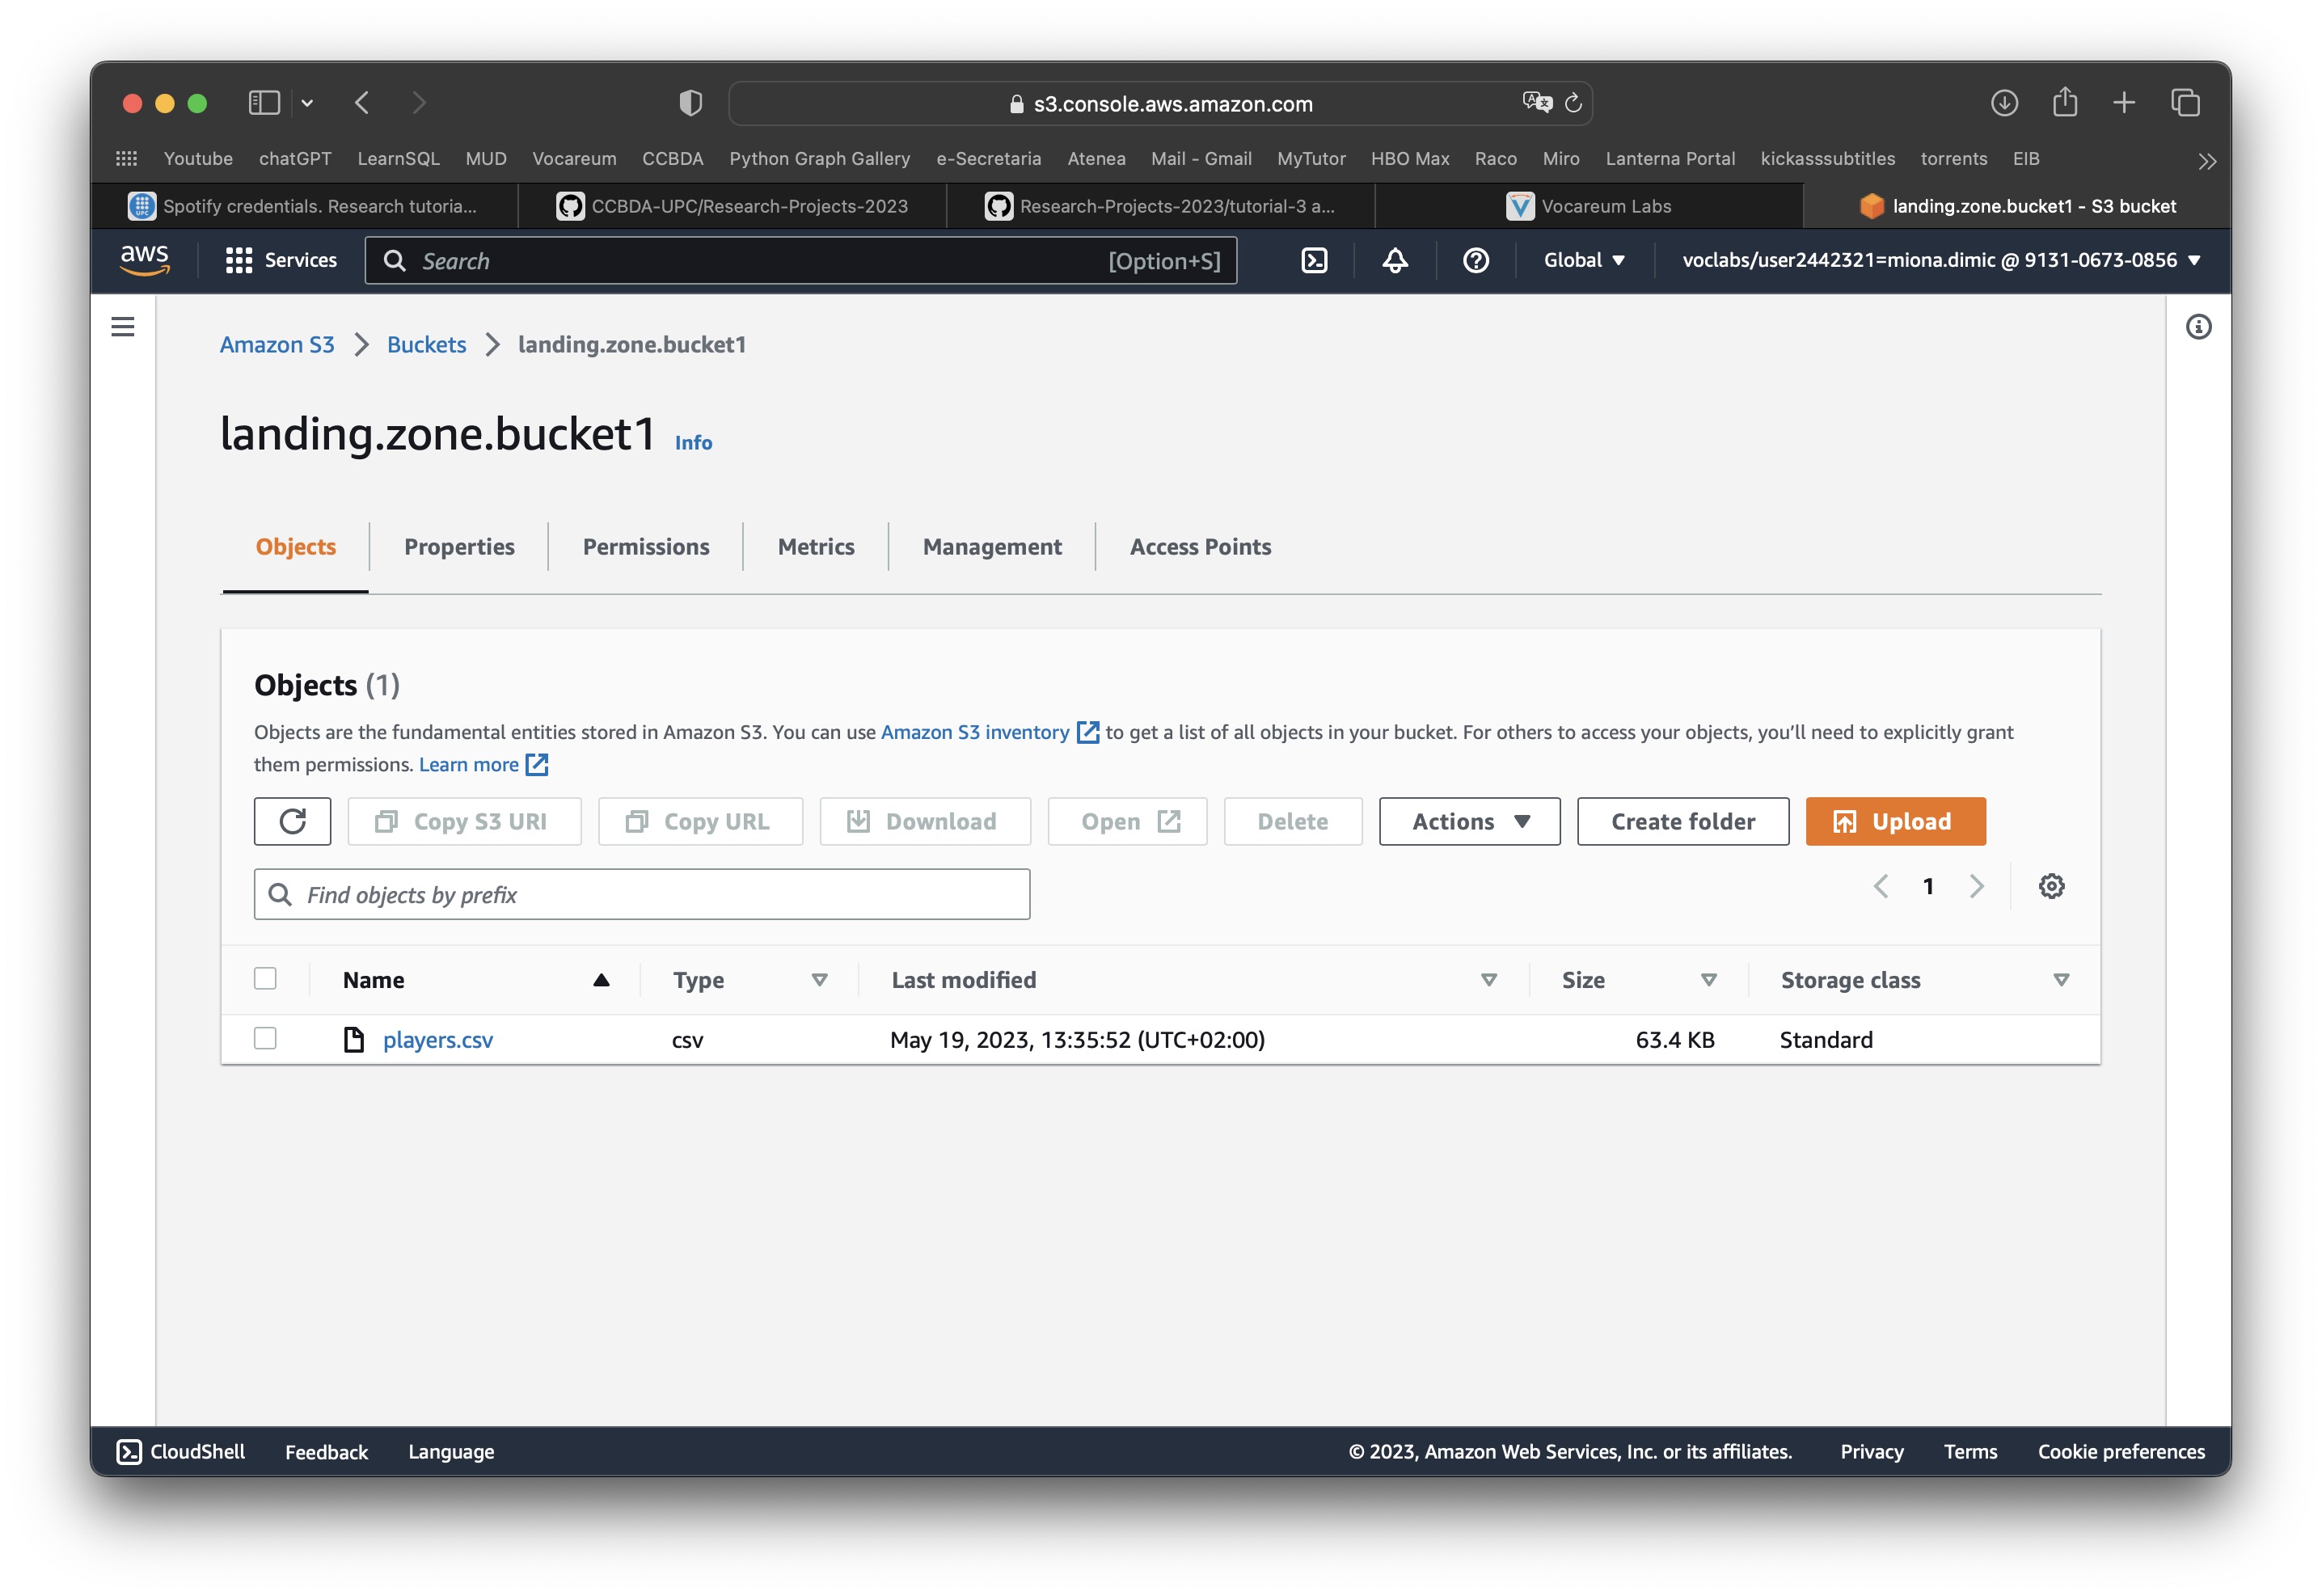 s3.console.aws.amazon.com
Youtube chatGPT LearnSQL MUD Vocareum CCBDA Python Graph Gallery e-Secretaria Atenea Mail - Gmail MyTutor HBO Max Raco Miro Lanterna Portal kickasssubtitles torrents EIB
Spotify credentials. Research tutoria... CCBDA-UPC/Research-Projects-2023 Research-Projects-2023/tutorial-3 a... Vocareum Labs landing.zone.bucket1 - S3 bucket
aws Services Search [Option+S] Global voclabs/user2442321=miona.dimic @ 9131-0673-0856
Amazon S3 Buckets landing.zone.bucket1
landing.zone.bucket1 Info
Objects Properties Permissions Metrics Management Access Points
Objects (1)
Objects are the fundamental entities stored in Amazon S3. You can use Amazon S3 inventory to get a list of all objects in your bucket. For others to access your objects, you'll need to explicitly grant
them permissions. Learn more
Copy S3 URI Copy URL Download Open Delete Actions Create folder Upload
Find objects by prefix 1
Name Type Last modified Size Storage class
players.csv csv May 19, 2023, 13:35:52 (UTC+02:00) 63.4 KB Standard
CloudShell Feedback Language © 2023, Amazon Web Services, Inc. or its affiliates. Privacy Terms Cookie preferences